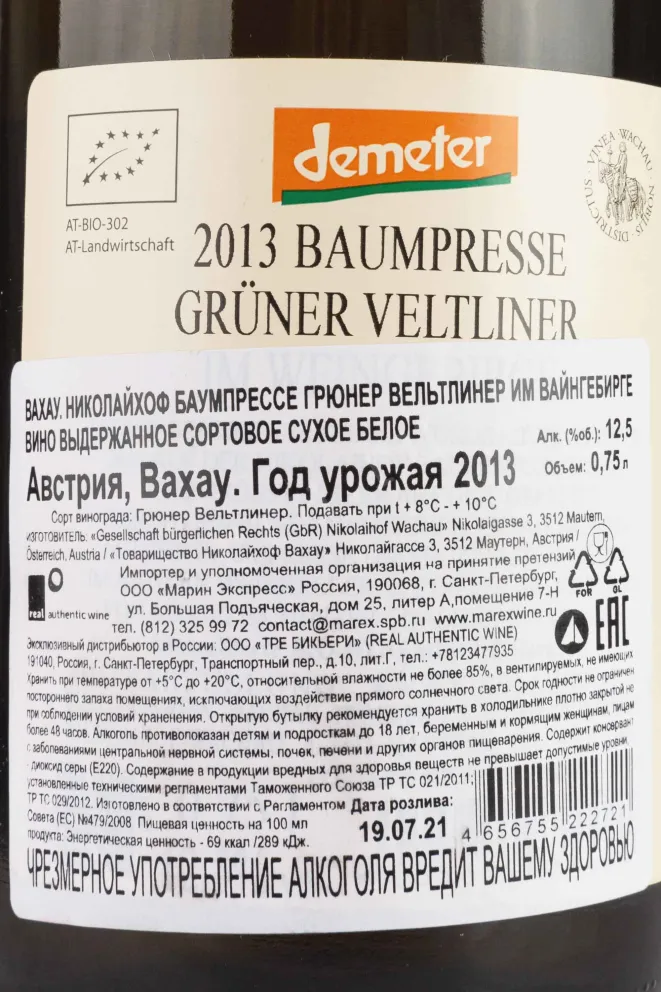 demeter
VINEA WACHAU NOBILIS DISTRICTUS
AT-BIO-302
AT-Landwirtschaft
2013 BAUMPRESSE
GRÜNER VELTLINER
ВАХАУ. НИКОЛАЙХОФ БАУМПРЕССЕ ГРЮНЕР ВЕЛЬТЛИНЕР ИМ ВАЙНГЕБИРГЕ
ВИНО ВЫДЕРЖАННОЕ СОРТОВОЕ СУХОЕ БЕЛОЕ
Алк. (%об.): 12,5
Австрия, Вахау. Год урожая 2013
Объем: 0,75 л
Сорт винограда: Грюнер Вельтлинер. Подавать при t + 8°С - + 10°С
изготовитель: «Gesellschaft bürgerlichen Rechts (GbR) Nikolaihof Wachau» Nikolaigasse 3, 3512 Mautern,
Österreich, Austria / «Товарищество Николайхоф Вахау» Николайгассе 3, 3512 Маутерн, Австрия /
Импортер и уполномоченная организация на принятие претензий
ООО «Марин Экспресс» Россия, 190068, г. Санкт-Петербург,
ул. Большая Подъяческая, дом 25, литер А,помещение 7-Н
тел. (812) 325 99 72 contact@marex.spb.ru www.marexwine.ru
real authentic wine
FOR
GL
EAC
Эксклюзивный дистрибьютор в России: ООО «ТРЕ БИКЬЕРИ» (REAL AUTHENTIC WINE)
191040, Россия, г. Санкт-Петербург, Транспортный пер., д.10, лит.Г, тел.: +78123477935
Хранить при температуре от +5°С до +20°С, относительной влажности не более 85%, в вентилируемых, не имеющих
постороннего запаха помещениях, исключающих воздействие прямого солнечного света. Срок годности не ограничен
при соблюдении условий хранения. Открытую бутылку рекомендуется хранить в холодильнике плотно закрытой не
более 48 часов. Алкоголь противопоказан детям и подросткам до 18 лет, беременным и кормящим женщинам, лицам
с заболеваниями центральной нервной системы, почек, печени и других органов пищеварения. Содержит консервант
- диоксид серы (Е220). Содержание в продукции вредных для здоровья веществ не превышает допустимые уровни,
установленные техническими регламентами Таможенного Союза ТР ТС 021/2011;
ТР ТС 029/2012. Изготовлено в соответствии с Регламентом
Совета (ЕС) №479/2008 Пищевая ценность на 100 мл
продукта: Энергетическая ценность - 69 ккал /289 кДж.
Дата розлива:
19.07.21
4 656755 222721
ЧРЕЗМЕРНОЕ УПОТРЕБЛЕНИЕ АЛКОГОЛЯ ВРЕДИТ ВАШЕМУ ЗДОРОВЬЮ